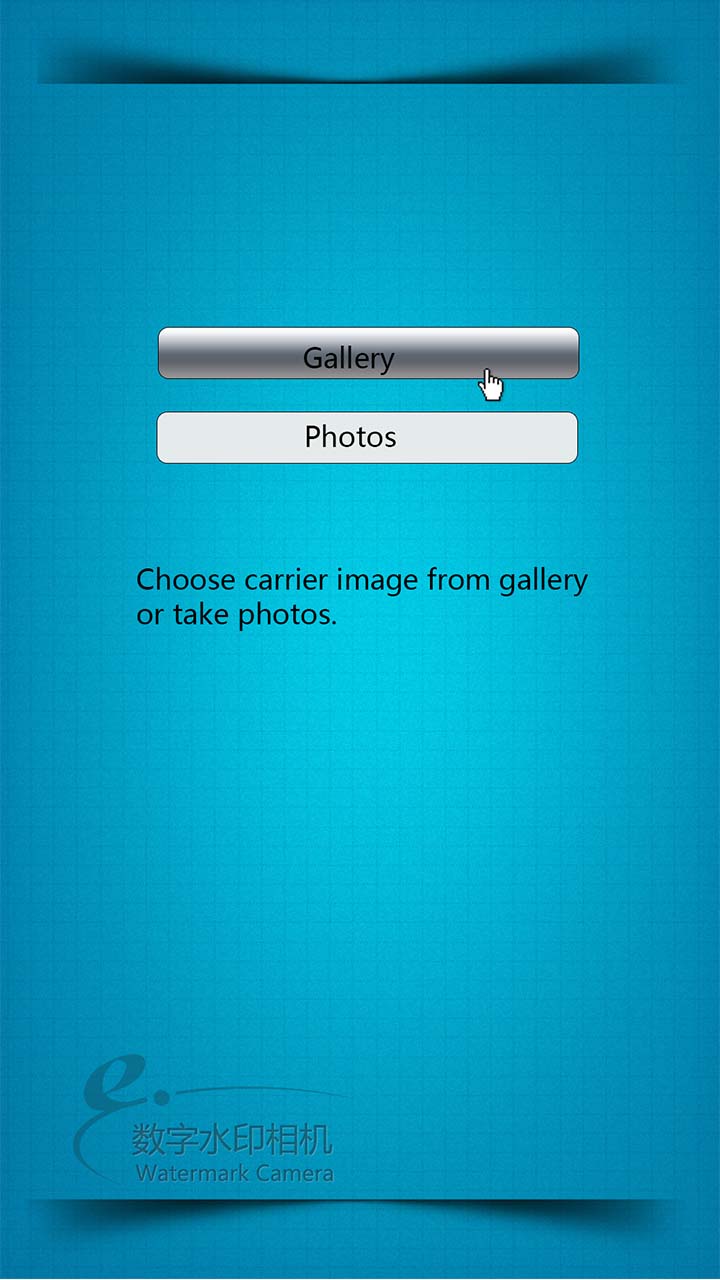 Gallery
Photos
Choose carrier image from gallery
or take photos.
数字水印相机
Watermark Camera